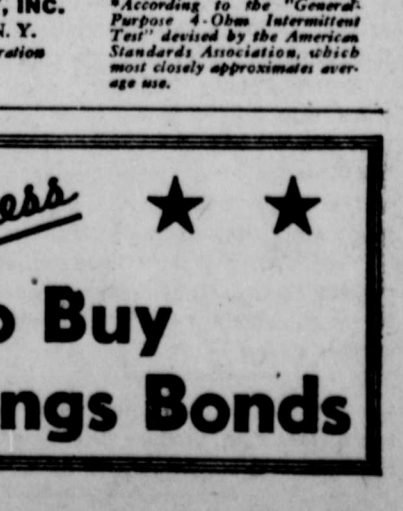 , INC.
N. Y.
ration
*According to the "General-
Purpose 4-Ohm Intermittent
Test" devised by the American
Standards Association, which
most closely approximates aver-
age use.
ess
★ ★
o Buy
ngs Bonds